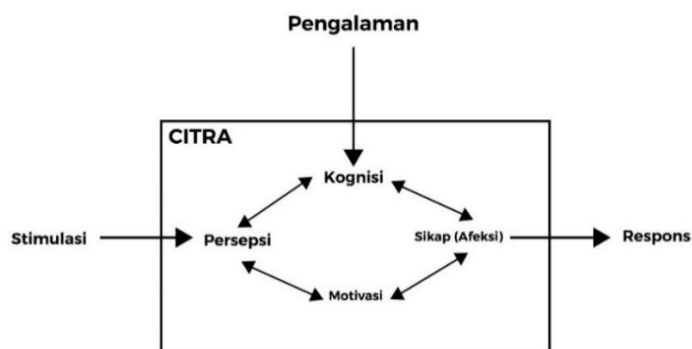 Pengalaman
CITRA
Kognisi
Stimulasi
Persepsi
Sikap (Afeksi)
Respons
Motivasi